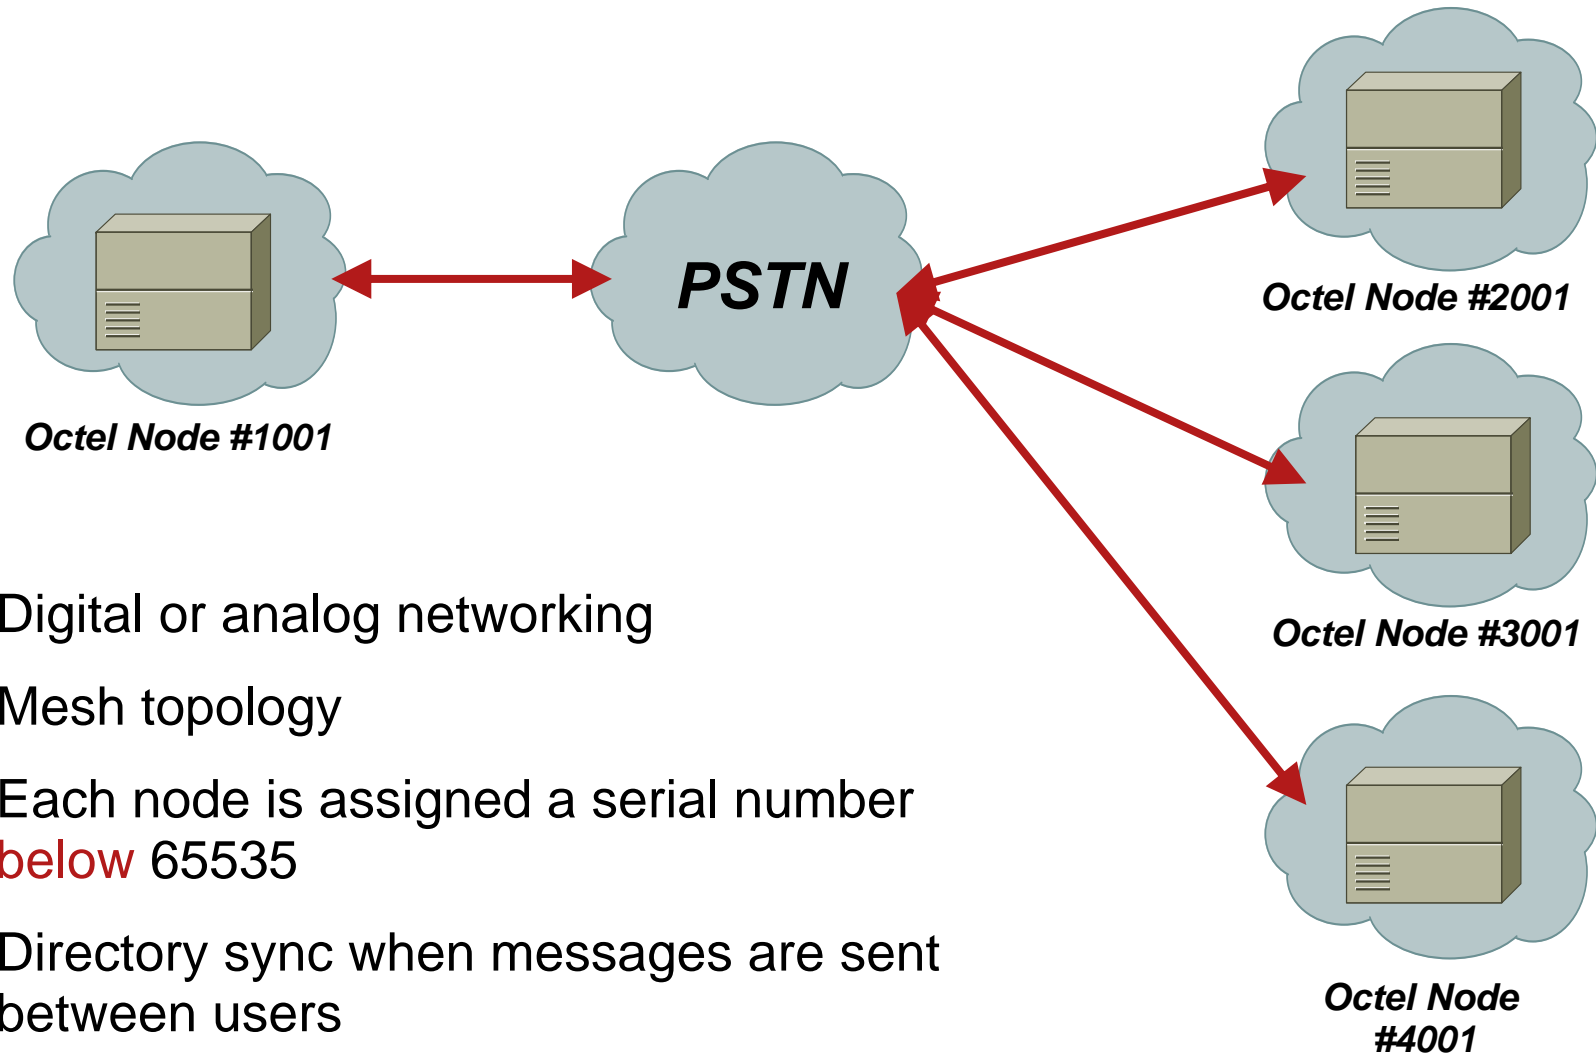 PSTN
Octel Node #2001
Octel Node #1001
Digital or analog networking
Octel Node #3001
Mesh topology
Each node is assigned a serial number
below 65535
Directory sync when messages are sent
between users
Octel Node
#4001